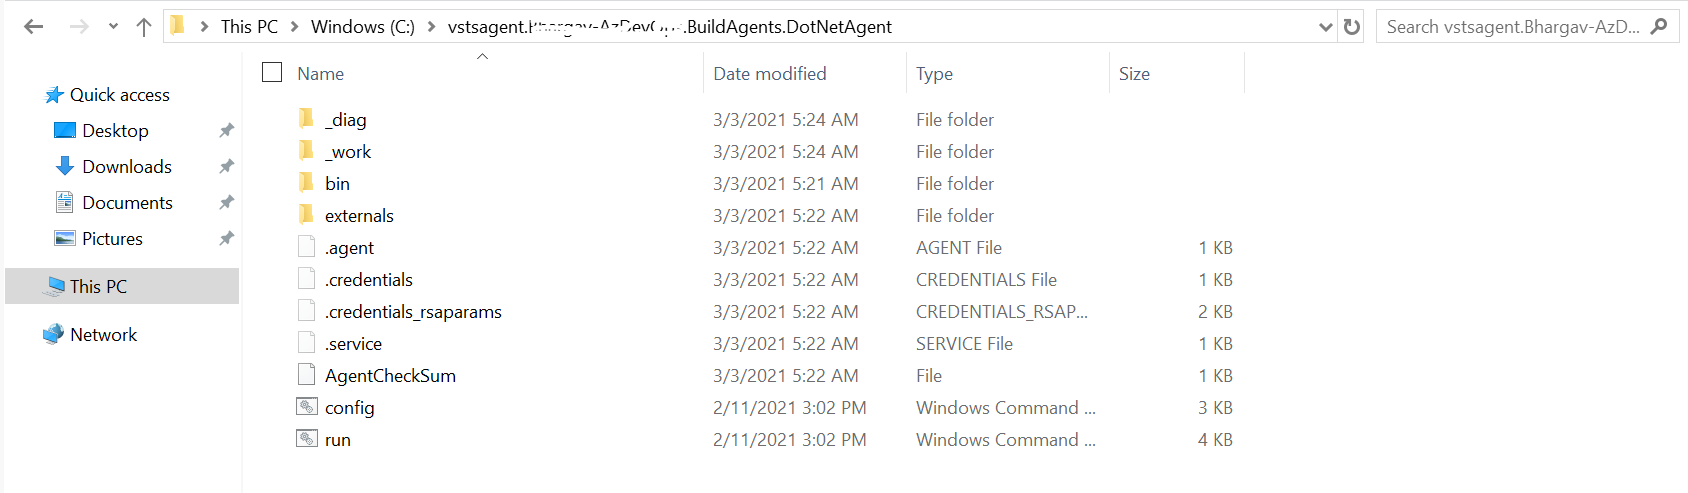 This PC > Windows (C:) > vstsagent.Bhargav-AzDevOps.BuildAgents.DotNetAgent
Search vstsagent.Bhargav-AzD...
Name Date modified Type Size
Quick access
Desktop
Downloads
Documents
Pictures
This PC
Network
_diag 3/3/2021 5:24 AM File folder
_work 3/3/2021 5:24 AM File folder
bin 3/3/2021 5:21 AM File folder
externals 3/3/2021 5:22 AM File folder
.agent 3/3/2021 5:22 AM AGENT File 1 KB
.credentials 3/3/2021 5:22 AM CREDENTIALS File 1 KB
.credentials_rsaparams 3/3/2021 5:22 AM CREDENTIALS_RSAP... 2 KB
.service 3/3/2021 5:22 AM SERVICE File 1 KB
AgentCheckSum 3/3/2021 5:22 AM File 1 KB
config 2/11/2021 3:02 PM Windows Command ... 3 KB
run 2/11/2021 3:02 PM Windows Command ... 4 KB